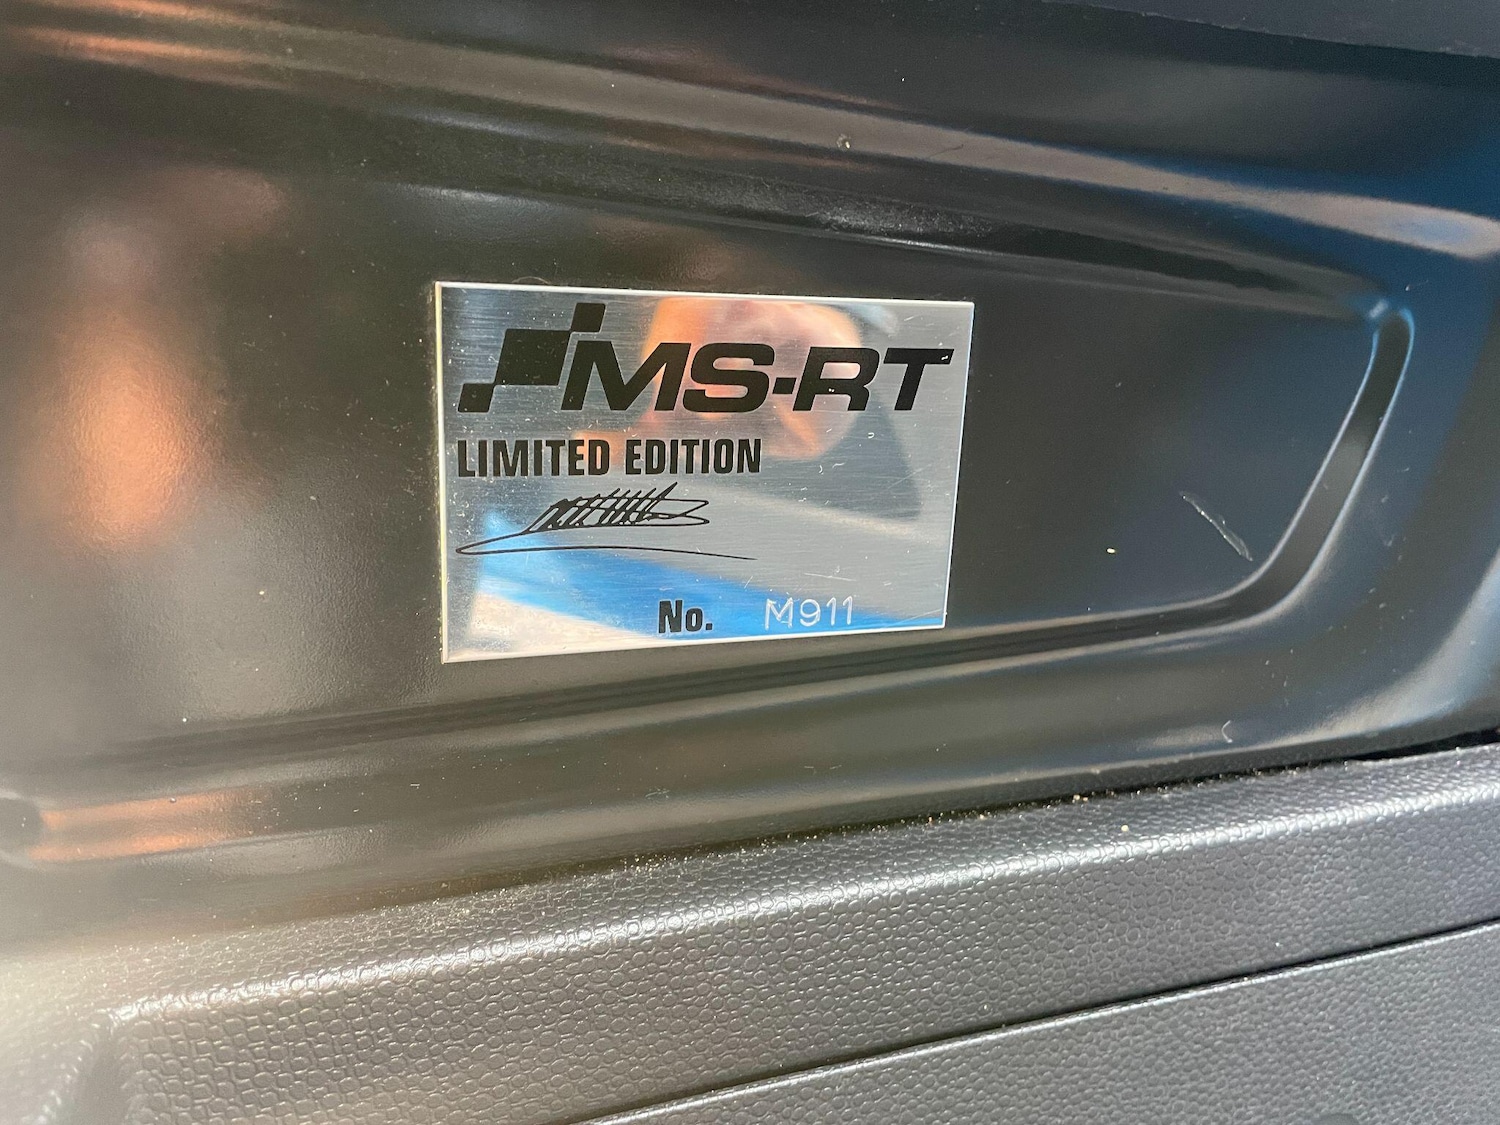 MS-RT
LIMITED EDITION
No. M911